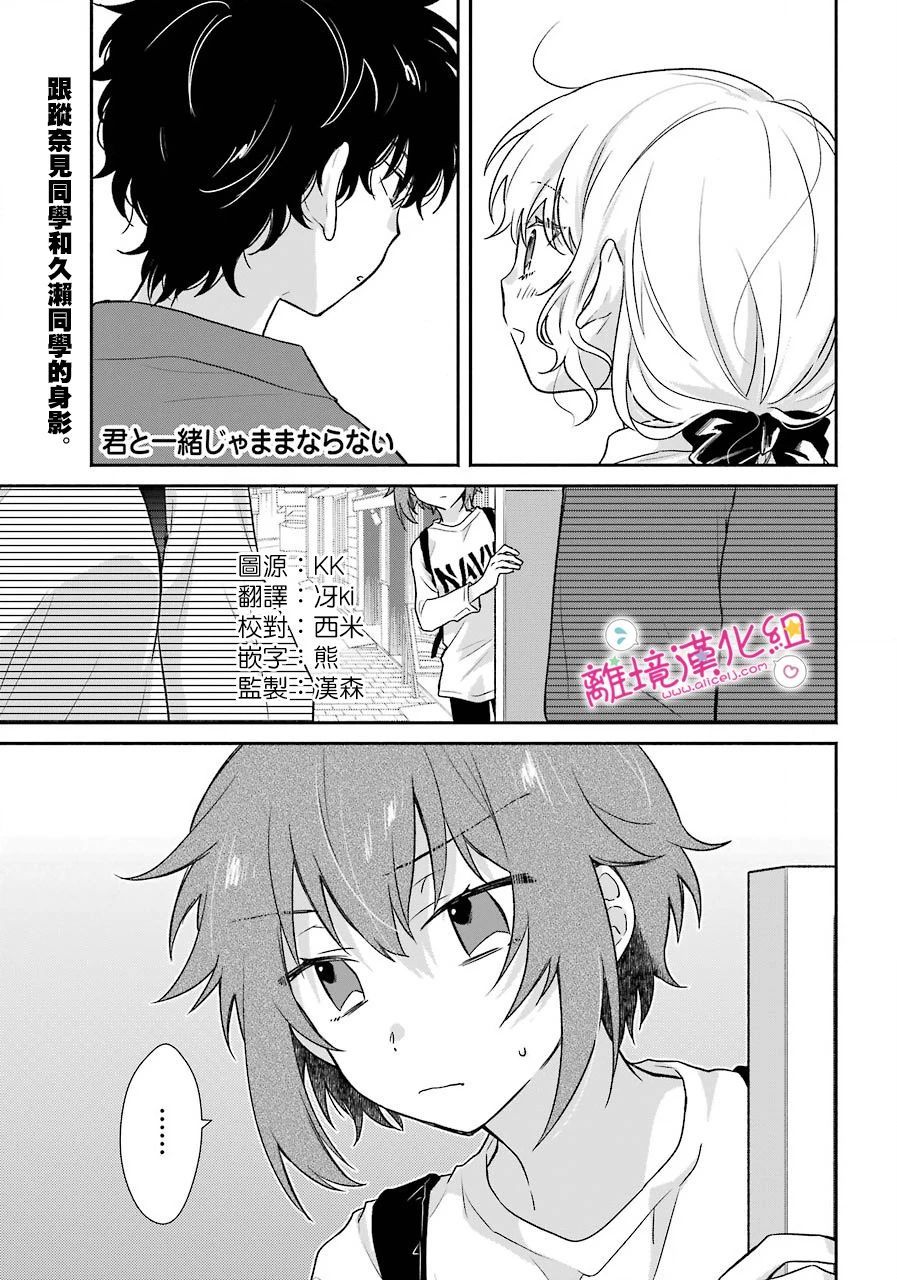 跟蹤奈見同學和久瀨同學的身影。
君と一緒じゃままならない
NAVY
圖源：KK
翻譯：冴ki
校對：西米
嵌字：熊
監製：漢森
離境漢化組
www.alicelj.com
……